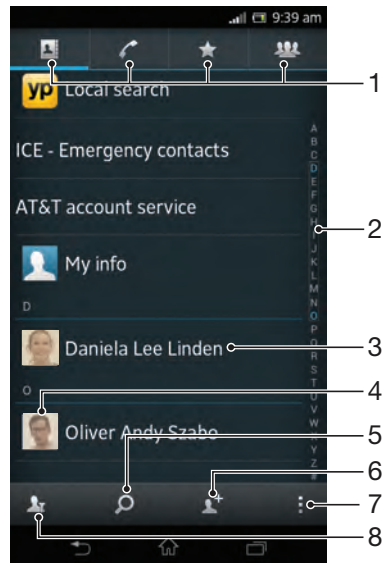 9:39 am
yp Local search
ICE - Emergency contacts
AT&T account service
My info
D
Daniela Lee Linden
O
Oliver Andy Szabo
A
B
C
D
E
F
G
H
I
J
K
L
M
N
O
P
Q
R
S
T
U
V
W
X
Y
Z
#
1
2
3
4
5
6
7
8